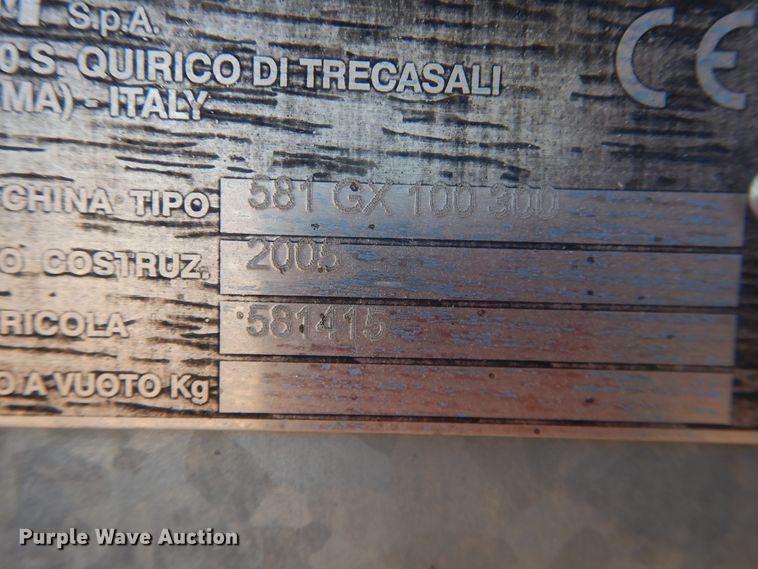 S.p.A.
0 S. QUIRICO DI TRECASALI
MA) - ITALY
CE
CHINA TIPO 581 GX 100 300
O COSTRUZ. 2005
RICOLA 581415
O A VUOTO Kg
Purple Wave Auction